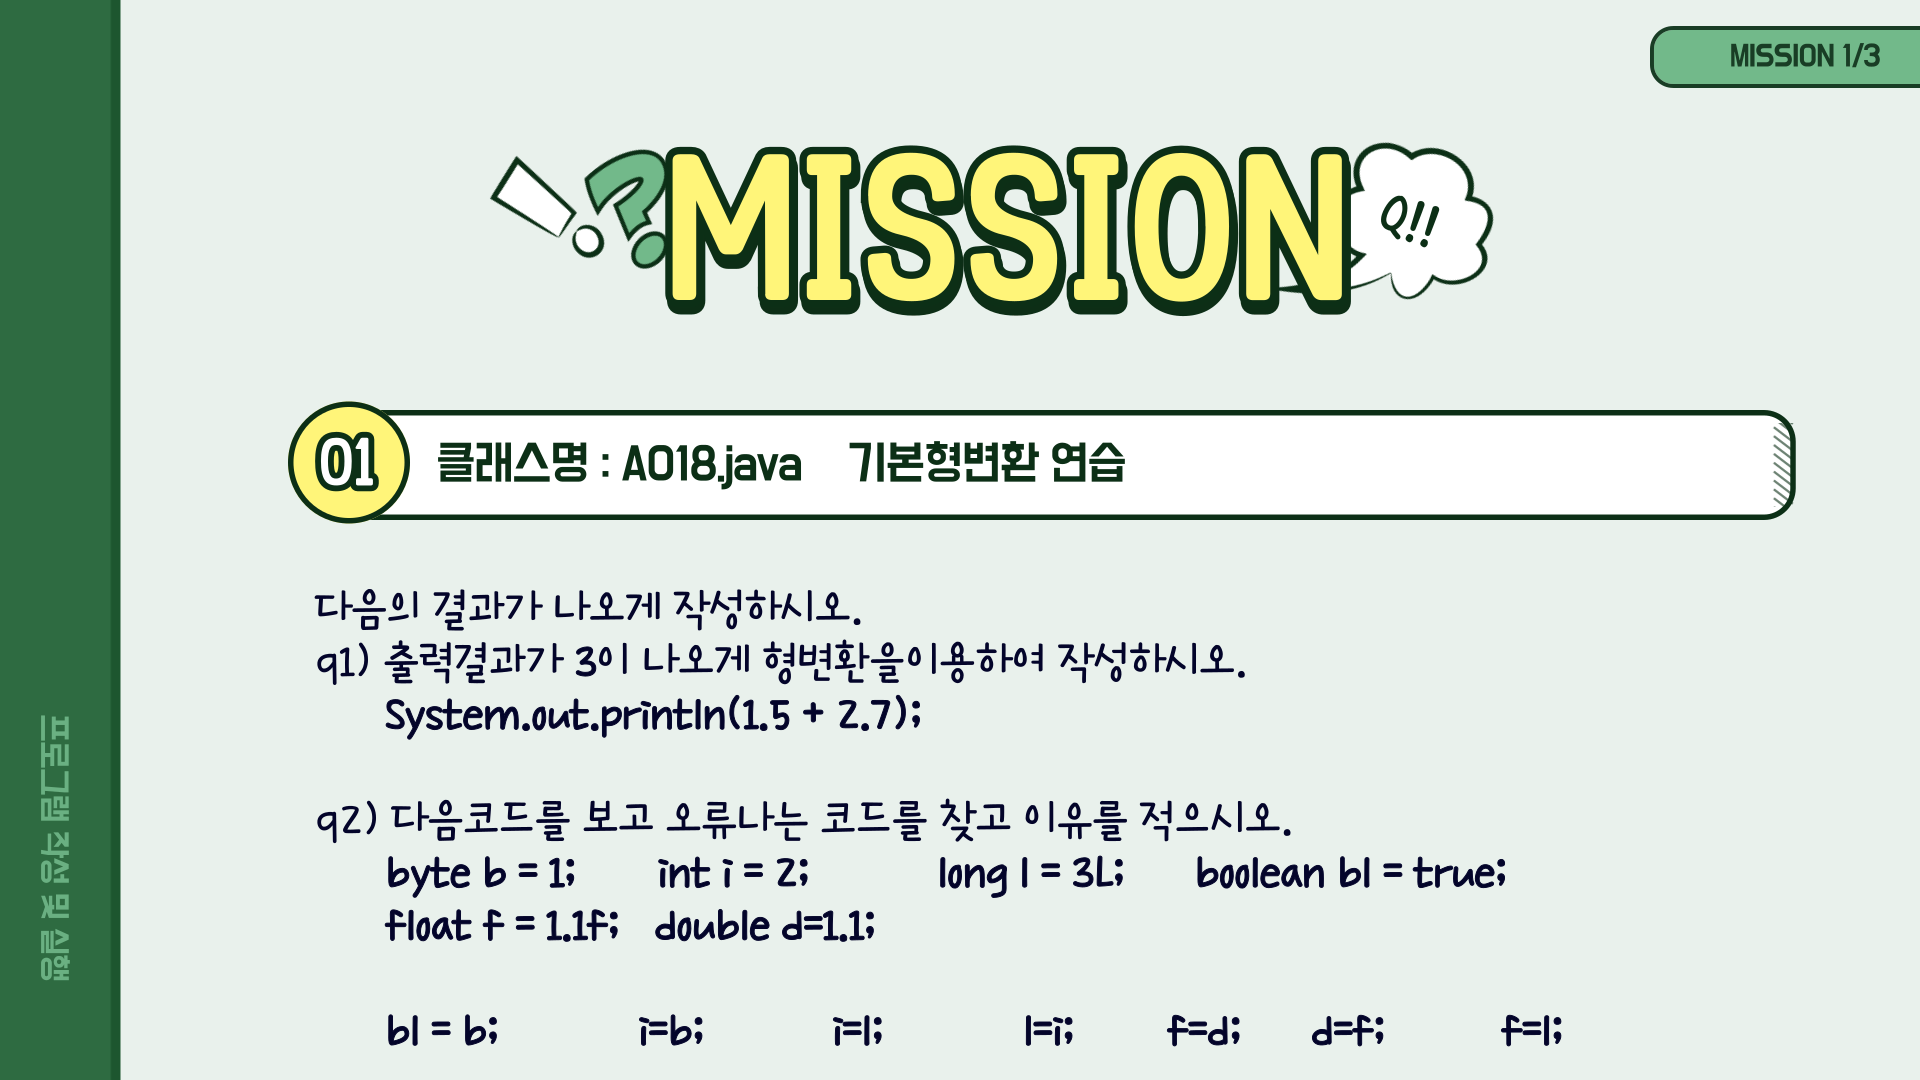 MISSION 1/3
MISSION
Q!!
01 클래스명 : A018.java 기본형변환 연습
다음의 결과가 나오게 작성하시오.
q1) 출력결과가 3이 나오게 형변환을이용하여 작성하시오.
System.out.println(1.5 + 2.7);
q2) 다음코드를 보고 오류나는 코드를 찾고 이유를 적으시오.
byte b = 1; int i = 2; long l = 3L; boolean bl = true;
float f = 1.1f; double d=1.1;
bl = b; i=b; i=l; l=i; f=d; d=f; f=l;
프로그램 작성 및 실행